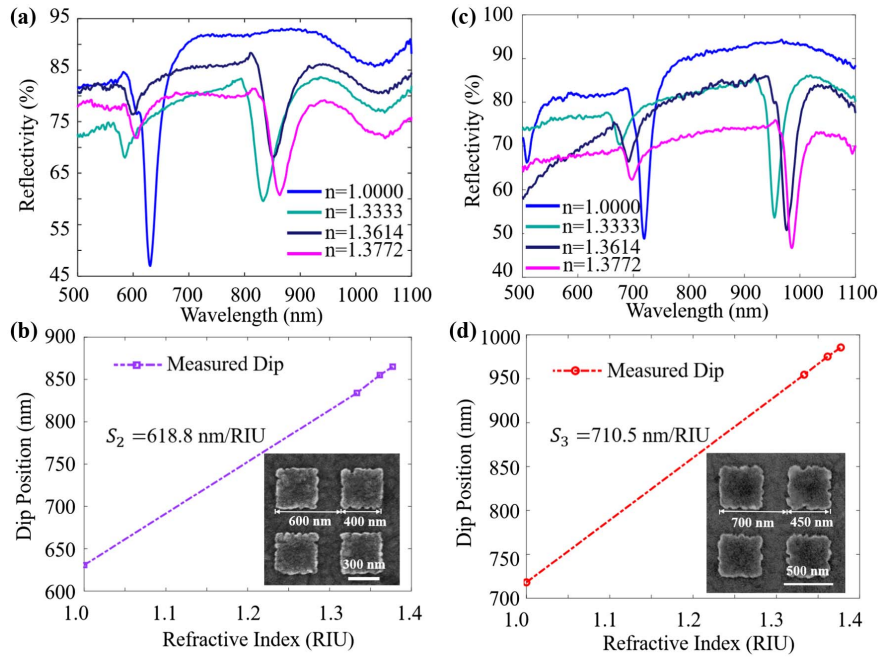 (a)
95
85
75
65
55
45
Reflectivity (%)
n=1.0000
n=1.3333
n=1.3614
n=1.3772
500 600 700 800 900 1000 1100
Wavelength (nm)
(c)
100
90
80
70
60
50
40
Reflectivity (%)
n=1.0000
n=1.3333
n=1.3614
n=1.3772
500 600 700 800 900 1000 1100
Wavelength (nm)
(b)
900
850
800
750
700
650
600
Dip Position (nm)
Measured Dip
S₂ =618.8 nm/RIU
600 nm 400 nm
300 nm
1.0 1.1 1.2 1.3 1.4
Refractive Index (RIU)
(d)
1000
950
900
850
800
750
700
Dip Position (nm)
Measured Dip
S₃ =710.5 nm/RIU
700 nm 450 nm
500 nm
1.0 1.1 1.2 1.3 1.4
Refractive Index (RIU)